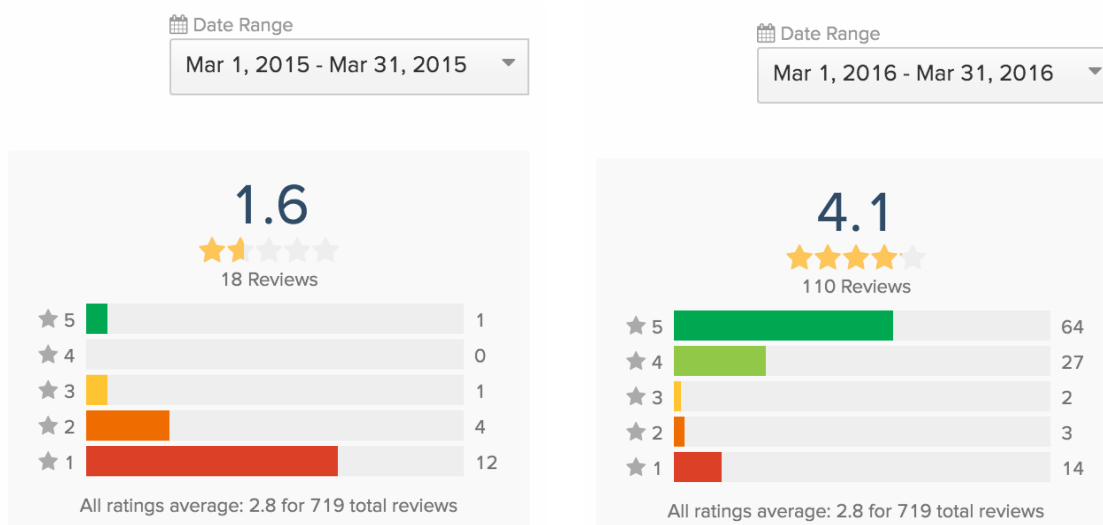 Date Range
Mar 1, 2015 - Mar 31, 2015
1.6
18 Reviews
5 1
4 0
3 1
2 4
1 12
All ratings average: 2.8 for 719 total reviews
Date Range
Mar 1, 2016 - Mar 31, 2016
4.1
110 Reviews
5 64
4 27
3 2
2 3
1 14
All ratings average: 2.8 for 719 total reviews